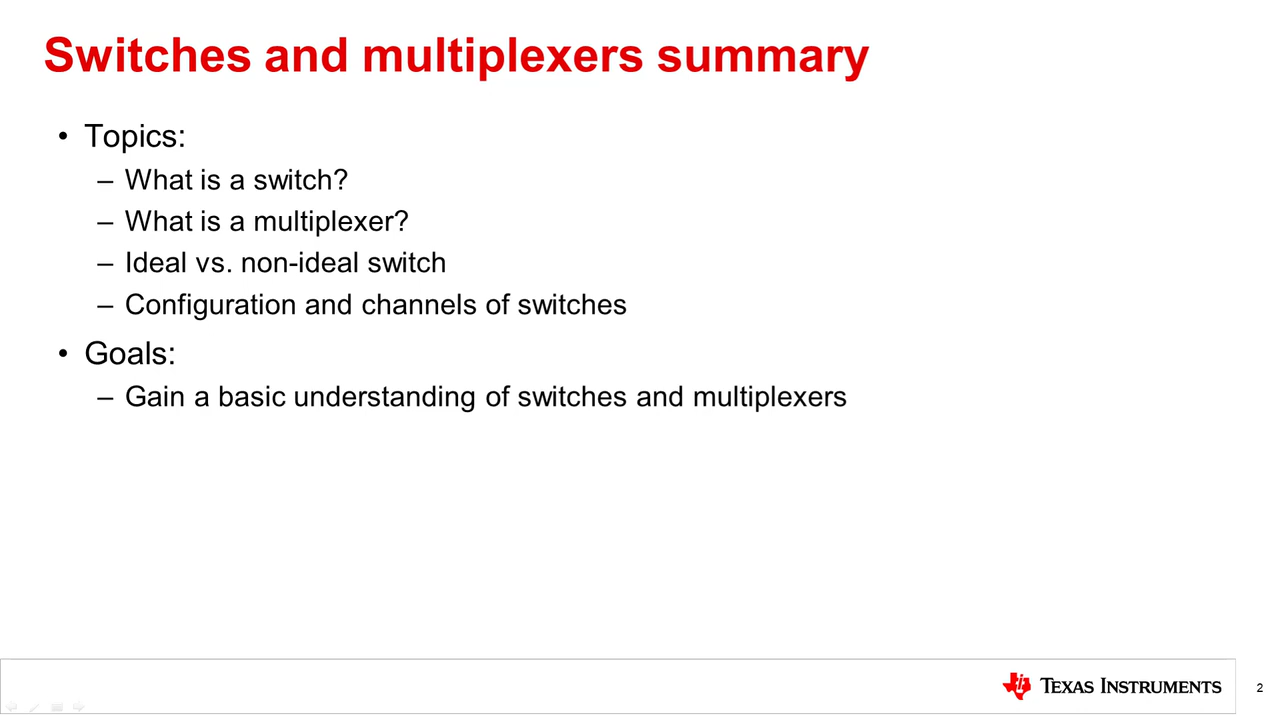 Switches and multiplexers summary
• Topics:
– What is a switch?
– What is a multiplexer?
– Ideal vs. non-ideal switch
– Configuration and channels of switches
• Goals:
– Gain a basic understanding of switches and multiplexers
TEXAS INSTRUMENTS
2